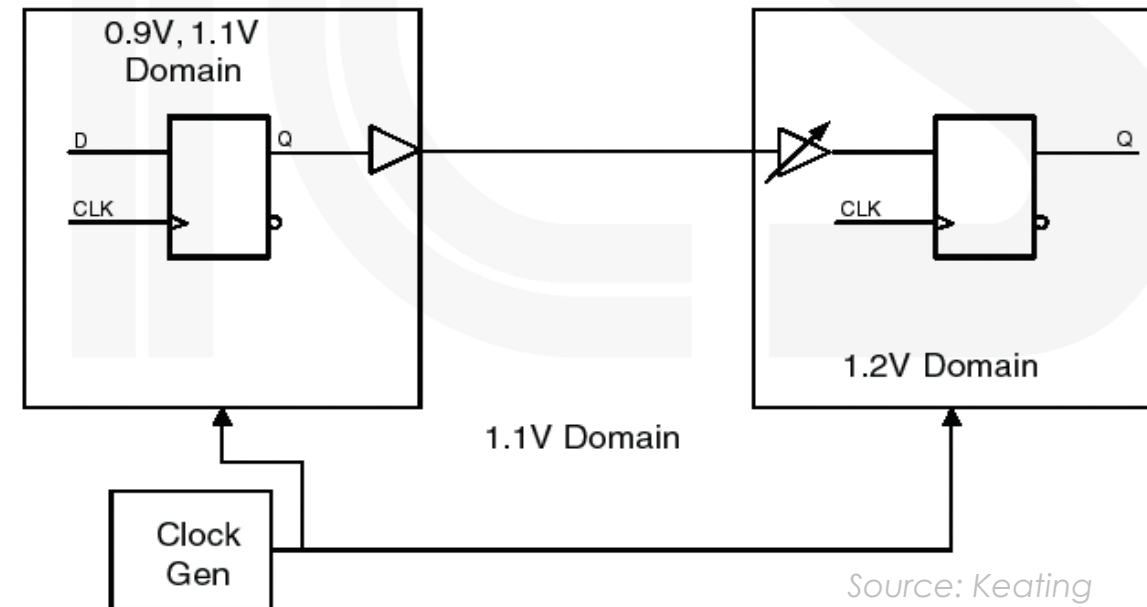 0.9V, 1.1V
Domain
D
Q
CLK
Q
CLK
1.2V Domain
1.1V Domain
Clock
Gen
Source: Keating